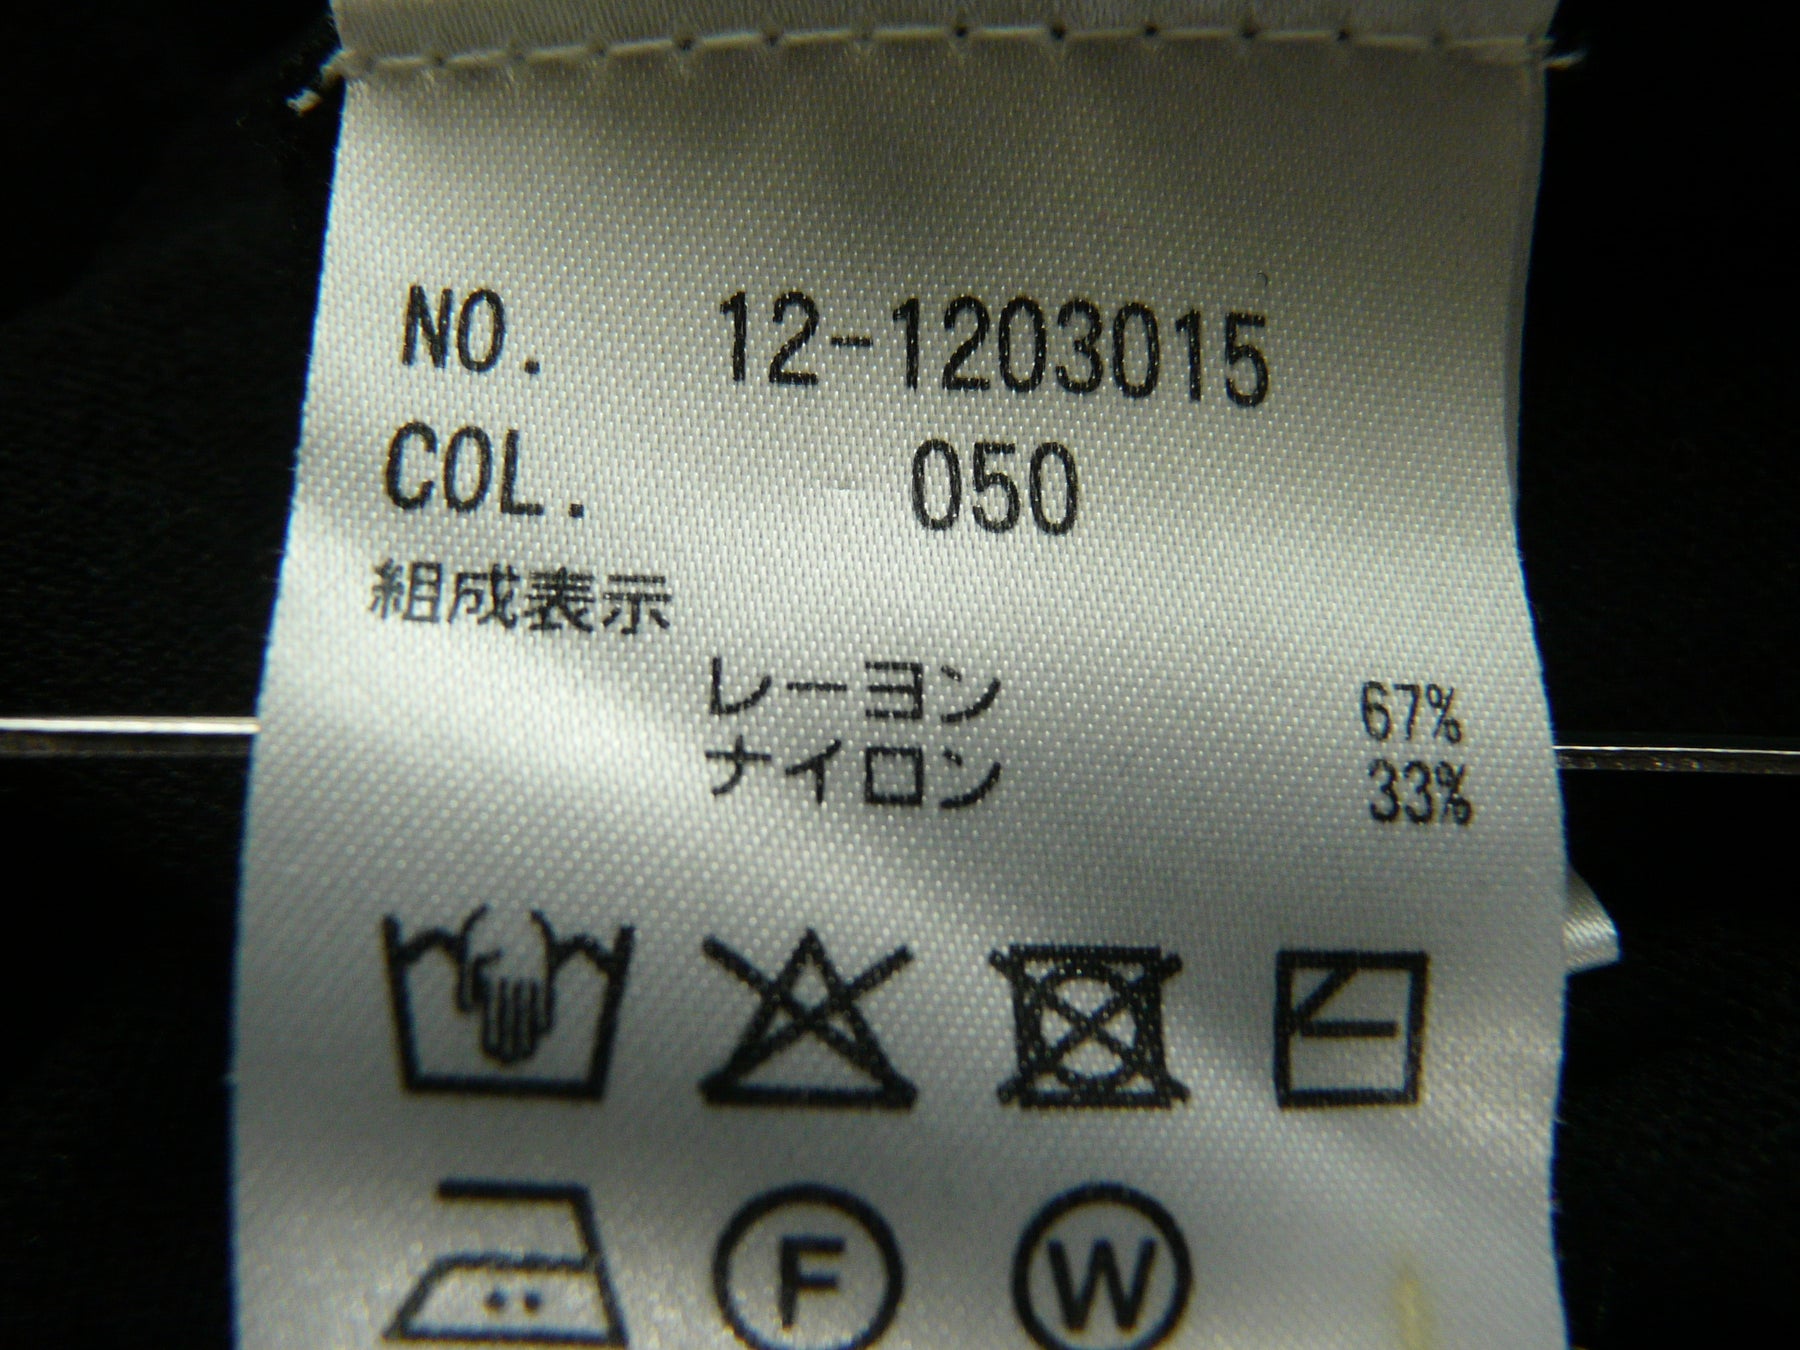 NO. 12-1203015
COL. 050
組成表示
レーヨン 67%
ナイロン 33%
F W